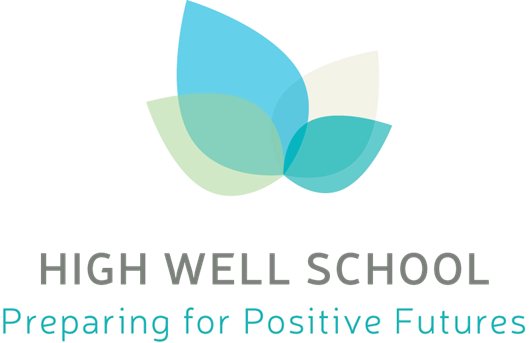 HIGH WELL SCHOOL
Preparing for Positive Futures